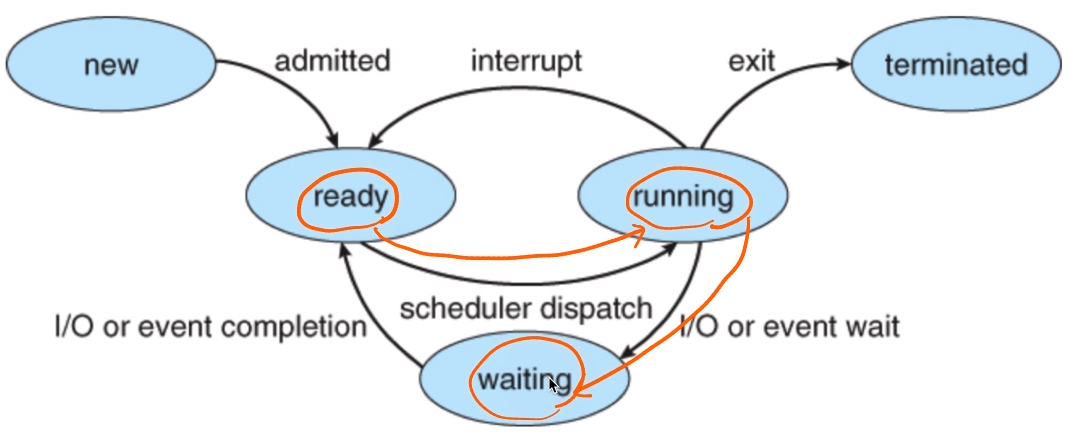 new
admitted
interrupt
exit
terminated
ready
running
scheduler dispatch
I/O or event completion
I/O or event wait
waiting